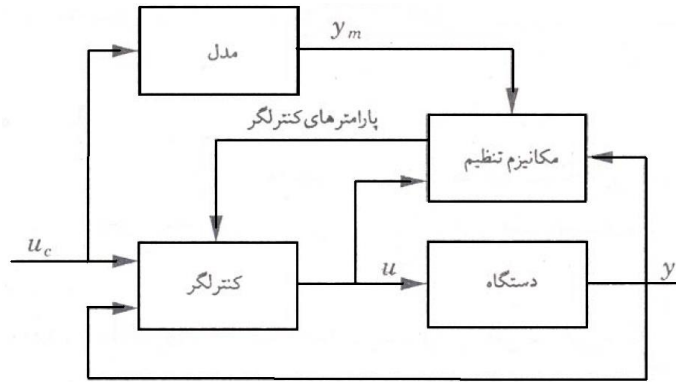 y_m
مدل
پارامترهای کنترلگر
مکانیزم تنظیم
u_c
کنترلگر
u
دستگاه
y